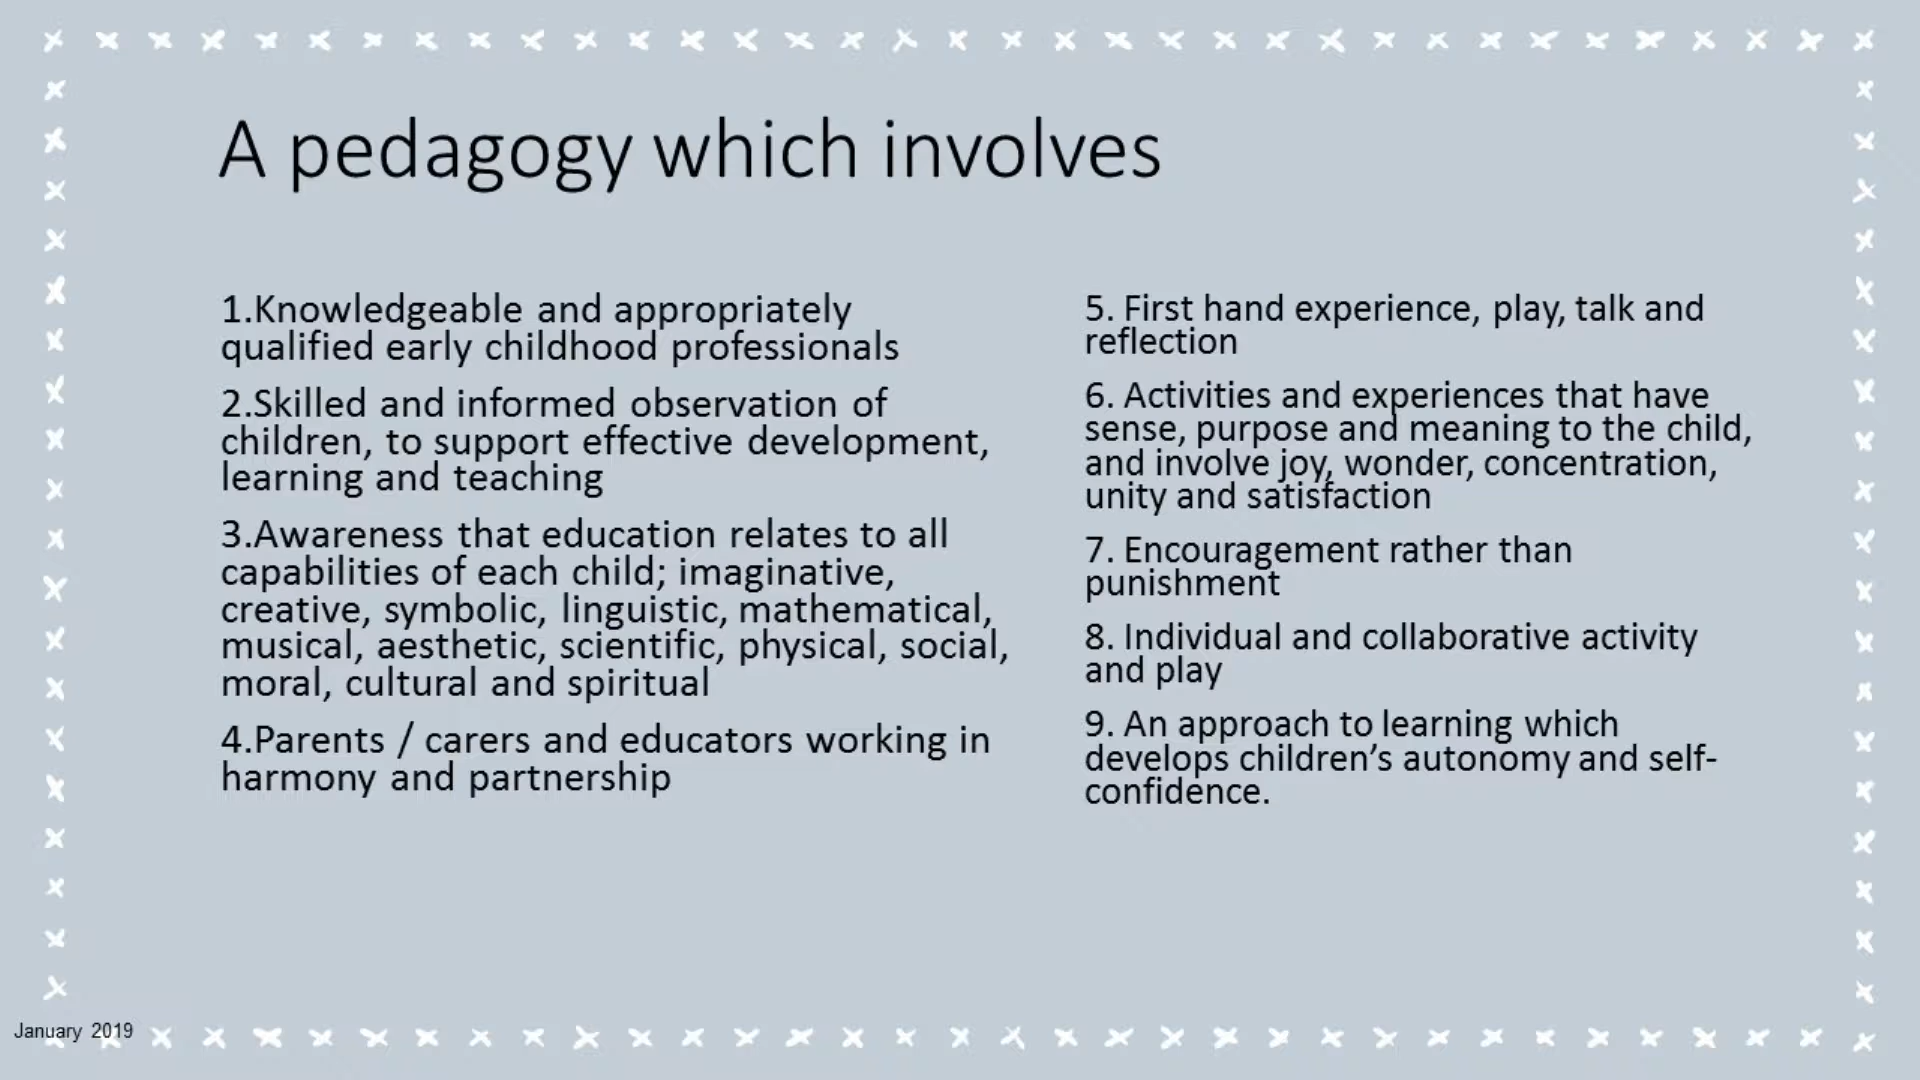 A pedagogy which involves
1.Knowledgeable and appropriately
qualified early childhood professionals
2.Skilled and informed observation of
children, to support effective development,
learning and teaching
3.Awareness that education relates to all
capabilities of each child; imaginative,
creative, symbolic, linguistic, mathematical,
musical, aesthetic, scientific, physical, social,
moral, cultural and spiritual
4.Parents / carers and educators working in
harmony and partnership
5. First hand experience, play, talk and
reflection
6. Activities and experiences that have
sense, purpose and meaning to the child,
and involve joy, wonder, concentration,
unity and satisfaction
7. Encouragement rather than
punishment
8. Individual and collaborative activity
and play
9. An approach to learning which
develops children’s autonomy and self-
confidence.
January 2019